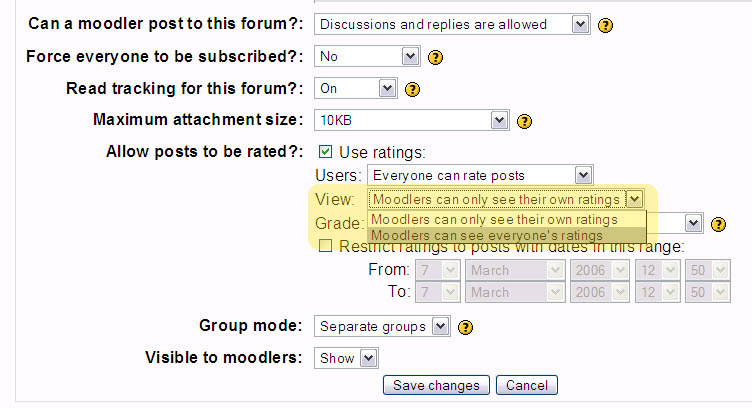 Can a moodler post to this forum?: Discussions and replies are allowed ?
Force everyone to be subscribed?: No ?
Read tracking for this forum?: On ?
Maximum attachment size: 10KB ?
Allow posts to be rated?: Use ratings:
Users: Everyone can rate posts
View: Moodlers can only see their own ratings
Moodlers can only see their own ratings
Grade: ?
Moodlers can see everyone's ratings
Restrict ratings to posts with dates in this range:
From: 7 March 2006 12 50
To: 7 March 2006 12 50
Group mode: Separate groups ?
Visible to moodlers: Show
Save changes Cancel